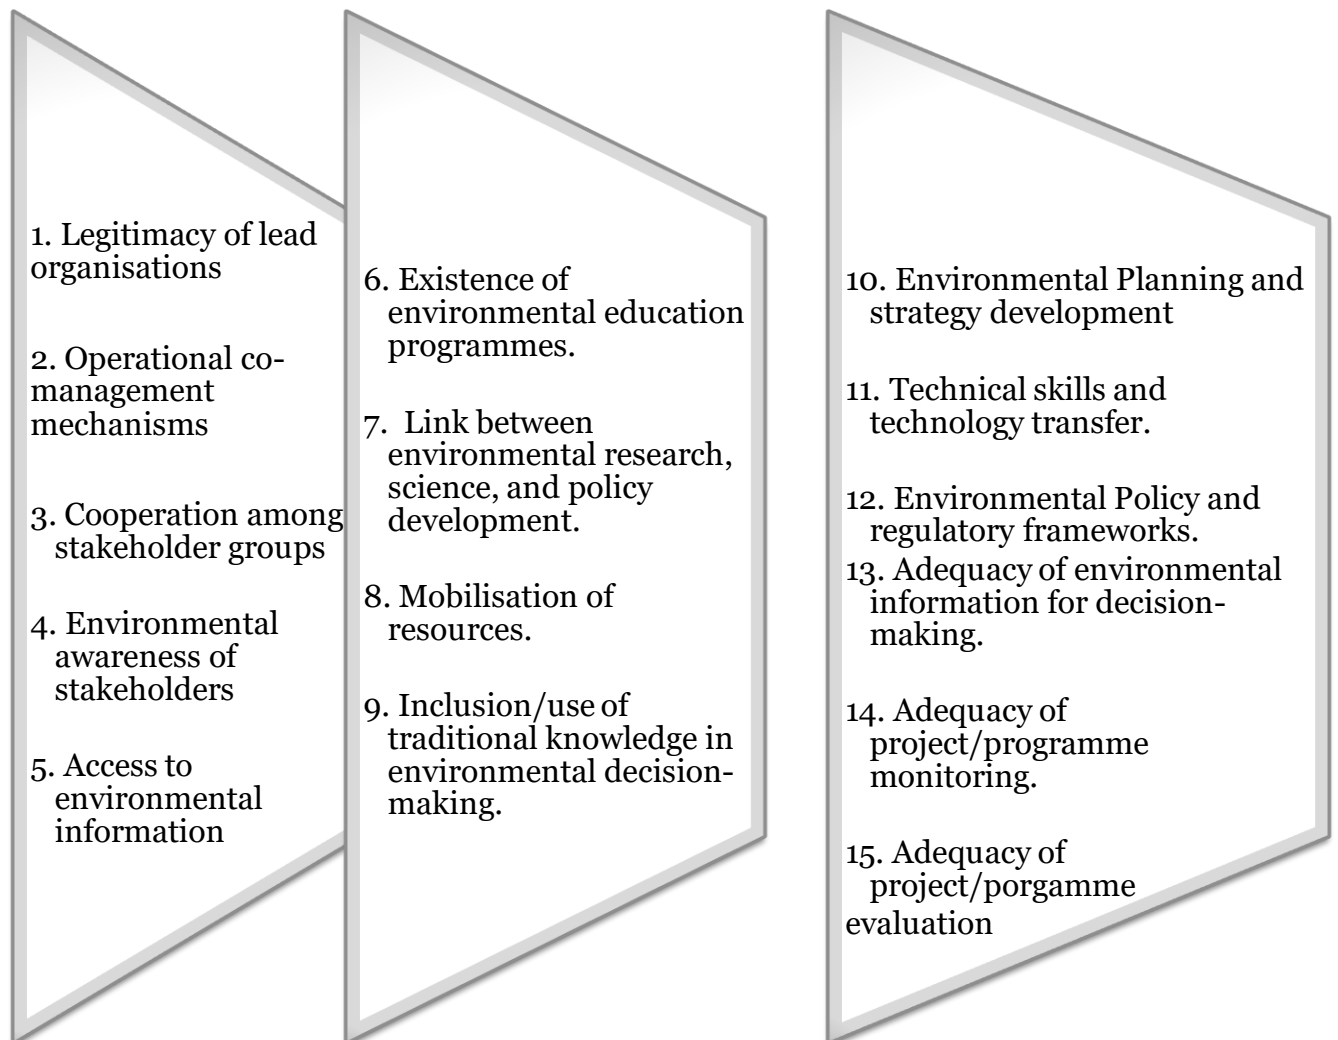 1. Legitimacy of lead
organisations
2. Operational co-
management
mechanisms
3. Cooperation among
stakeholder groups
4. Environmental
awareness of
stakeholders
5. Access to
environmental
information
6. Existence of
environmental education
programmes.
7. Link between
environmental research,
science, and policy
development.
8. Mobilisation of
resources.
9. Inclusion/use of
traditional knowledge in
environmental decision-
making.
10. Environmental Planning and
strategy development
11. Technical skills and
technology transfer.
12. Environmental Policy and
regulatory frameworks.
13. Adequacy of environmental
information for decision-
making.
14. Adequacy of
project/programme
monitoring.
15. Adequacy of
project/porgamme
evaluation